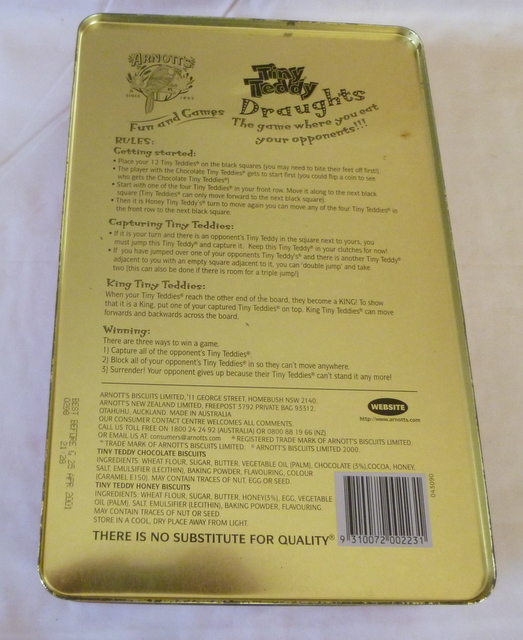 ARNOTT'S
SINCE 1865
Fun and Games
Tiny
Teddy
Draughts
The game where you eat
your opponents!!!
RULES:
Getting started:
• Place your 12 Tiny Teddies® on the black squares (you may need to bite their feet off first!).
• The player with the Chocolate Tiny Teddies® gets to start first (you could flip a coin to see
who gets the Chocolate Tiny Teddies®)
• Start with one of the four Tiny Teddies® in your front row. Move it along to the next black
square (Tiny Teddies® can only move forward to the next black square).
• Then it is Honey Tiny Teddy's® turn to move again you can move any of the four Tiny Teddies® in
the front row to the next black square.
Capturing Tiny Teddies:
• If it is your turn and there is an opponent's Tiny Teddy in the square next to yours, you
must jump this Tiny Teddy® and capture it. Keep this Tiny Teddy® in your clutches for now!
• If you have jumped over one of your opponents Tiny Teddy's® and there is another Tiny Teddy®
adjacent to you with an empty square adjacent to it, you can 'double jump' and take
two (this can also be done if there is room for a triple jump!)
King Tiny Teddies:
When your Tiny Teddies® reach the other end of the board, they become a KING! To show
that it is a King, put one of your captured Tiny Teddies® on top. King Tiny Teddies® can move
forwards and backwards across the board.
Winning:
There are three ways to win a game.
1) Capture all of the opponent's Tiny Teddies®.
2) Block all of your opponent's Tiny Teddies® in so they can't move anywhere.
3) Surrender! Your opponent gives up because their Tiny Teddies® can't stand it any more!
ARNOTT'S BISCUITS LIMITED, 11 GEORGE STREET, HOMEBUSH NSW 2140.
ARNOTT'S NEW ZEALAND LIMITED, FREEPOST 3792 PRIVATE BAG 93312,
OTAHUHU, AUCKLAND. MADE IN AUSTRALIA
OUR CONSUMER CONTACT CENTRE WELCOMES ALL COMMENTS.
CALL US TOLL FREE ON 1800 24 24 92 (AUSTRALIA) OR 0800 88 19 66 (NZ)
OR EMAIL US AT consumers@arnotts.com ® REGISTERED TRADE MARK OF ARNOTT'S BISCUITS LIMITED.
™ TRADE MARK OF ARNOTT'S BISCUITS LIMITED. © ARNOTT'S BISCUITS LIMITED 2000.
WEBSITE
http://www.arnotts.com
TINY TEDDY CHOCOLATE BISCUITS
INGREDIENTS: WHEAT FLOUR, SUGAR, BUTTER, VEGETABLE OIL (PALM), CHOCOLATE (5%), COCOA, HONEY,
SALT, EMULSIFIER (LECITHIN), BAKING POWDER, FLAVOURING, COLOUR
(CARAMEL E150). MAY CONTAIN TRACES OF NUT, EGG OR SEED.
TINY TEDDY HONEY BISCUITS
INGREDIENTS: WHEAT FLOUR, SUGAR, BUTTER, HONEY(5%), EGG, VEGETABLE
OIL (PALM), SALT, EMULSIFIER (LECITHIN), BAKING POWDER, FLAVOURING.
MAY CONTAIN TRACES OF NUT OR SEED.
STORE IN A COOL, DRY PLACE AWAY FROM LIGHT.
THERE IS NO SUBSTITUTE FOR QUALITY®
9 310072 002231
043090
BEST BEFORE 25 APR 2001
21:28